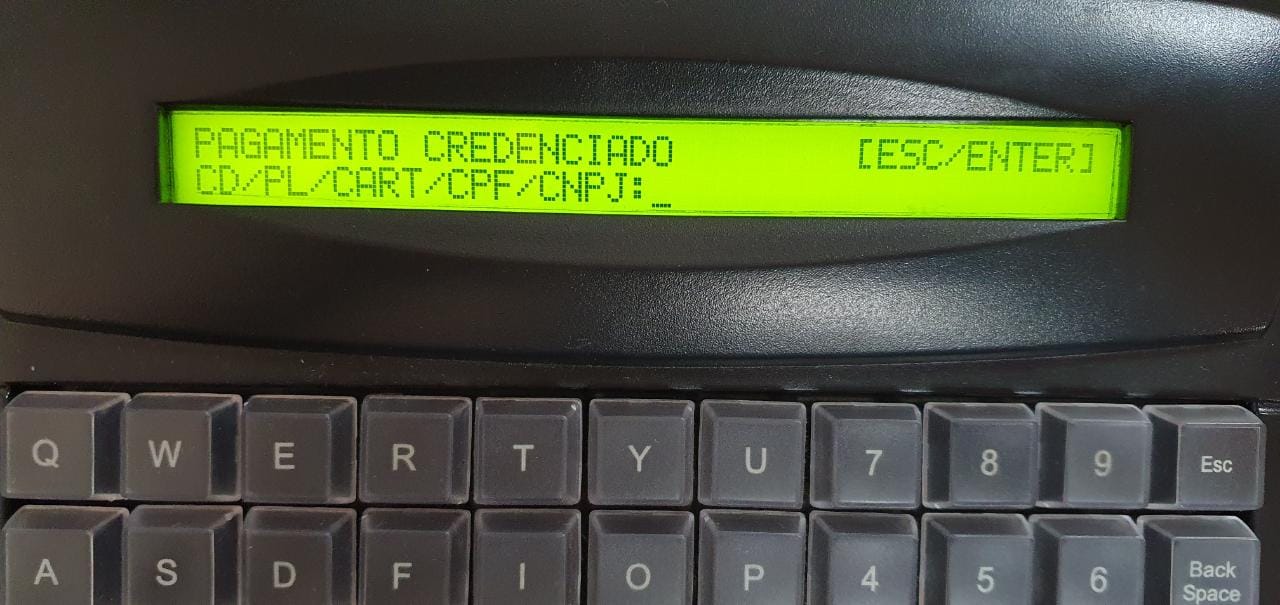 PAGAMENTO CREDENCIADO [ESC/ENTER]
CD/PL/CART/CPF/CNPJ:_
Q W E R T Y U 7 8 9 Esc
A S D F I O P 4 5 6 Back
Space